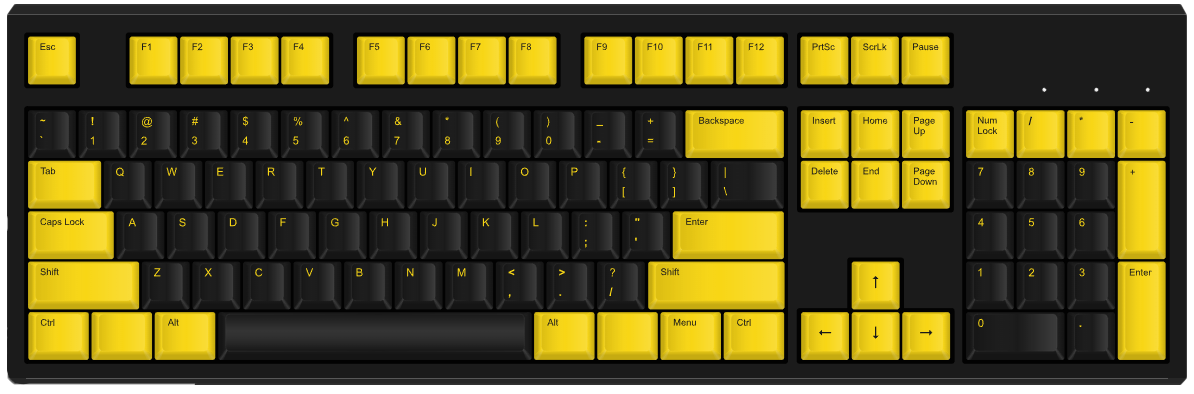 Esc F1 F2 F3 F4 F5 F6 F7 F8 F9 F10 F11 F12 PrtSc ScrLk Pause
~ ! @ # $ % ^ & * ( ) _ + Backspace Insert Home Page Num / * -
` 1 2 3 4 5 6 7 8 9 0 - = Up Lock
Tab Q W E R T Y U I O P { } | Delete End Page 7 8 9 +
[ ] \ Down
Caps Lock A S D F G H J K L : " Enter 4 5 6
; '
Shift Z X C V B N M < > ? Shift ↑ 1 2 3 Enter
, . /
Ctrl Alt Alt Menu Ctrl ← ↓ → 0 .